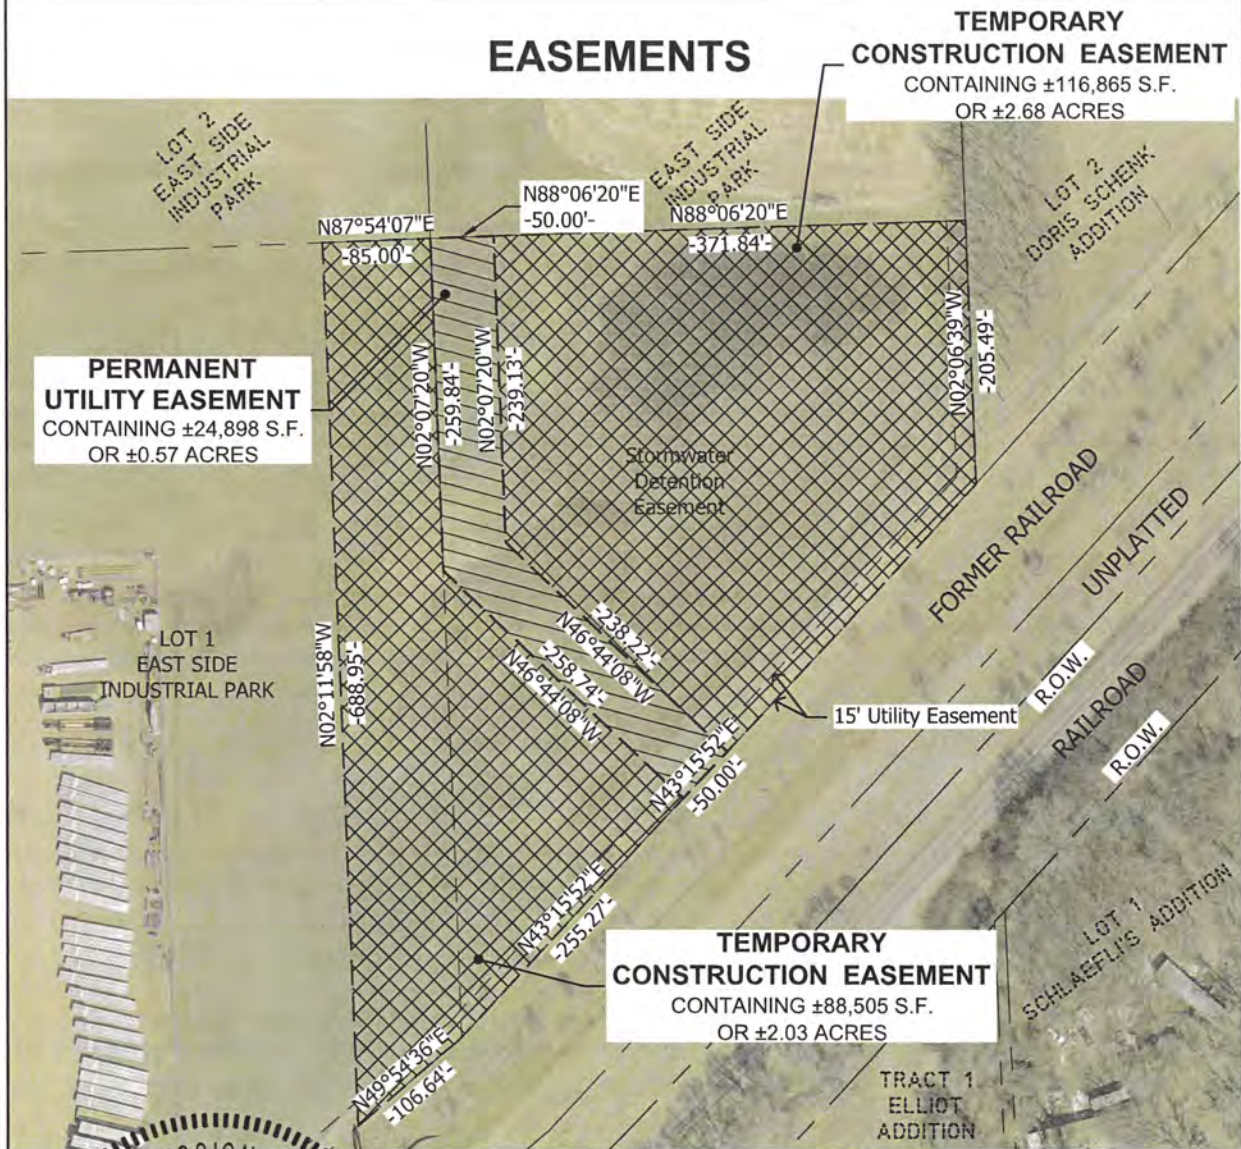 EASEMENTS
TEMPORARY
CONSTRUCTION EASEMENT
CONTAINING ±116,865 S.F.
OR ±2.68 ACRES
LOT 2
EAST SIDE
INDUSTRIAL
PARK
EAST SIDE
INDUSTRIAL
PARK
LOT 2
DORIS SCHENK
ADDITION
N88°06'20"E
-50.00'-
N87°54'07"E
-85.00'-
N88°06'20"E
-371.84'-
N02°06'39"W
-205.49'-
PERMANENT
UTILITY EASEMENT
CONTAINING ±24,898 S.F.
OR ±0.57 ACRES
N02°07'20"W
-259.84'-
N02°07'20"W
-239.13'-
Stormwater
Detention
Easement
FORMER RAILROAD
UNPLATTED
R.O.W.
RAILROAD
R.O.W.
LOT 1
EAST SIDE
INDUSTRIAL PARK
N02°11'58"W
-688.95'-
-238.22'-
N46°44'08"W
-258.74'-
N46°44'08"W
15' Utility Easement
N43°15'52"E
-50.00'-
N43°15'52"E
-255.27'-
TEMPORARY
CONSTRUCTION EASEMENT
CONTAINING ±88,505 S.F.
OR ±2.03 ACRES
N49°54'36"E
-106.64'-
LOT 1
SCHLAEFLI'S ADDITION
TRACT 1
ELLIOT
ADDITION